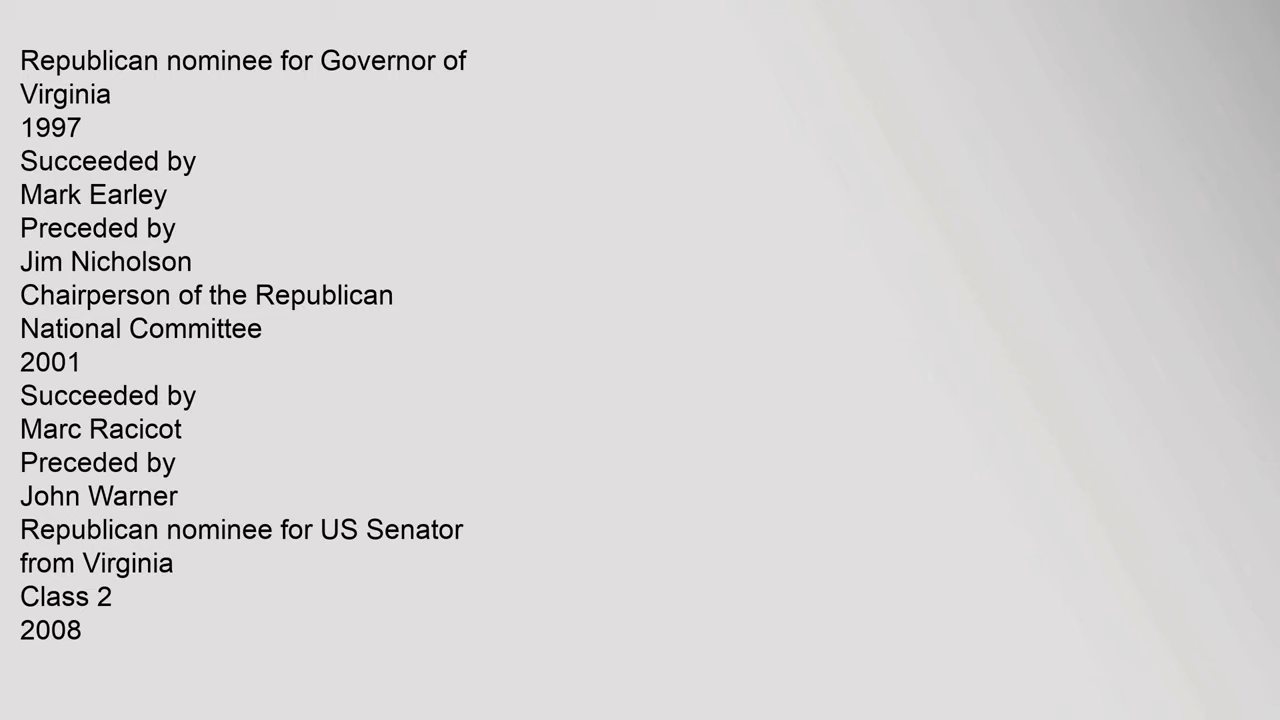 Republican nominee for Governor of
Virginia
1997
Succeeded by
Mark Earley
Preceded by
Jim Nicholson
Chairperson of the Republican
National Committee
2001
Succeeded by
Marc Racicot
Preceded by
John Warner
Republican nominee for US Senator
from Virginia
Class 2
2008